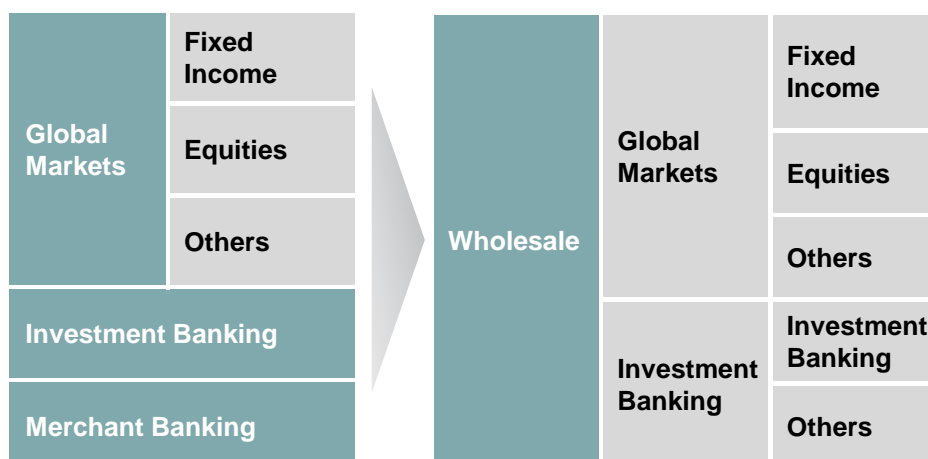 Global
Markets
Fixed
Income
Equities
Others
Investment Banking
Merchant Banking
Wholesale
Global
Markets
Fixed
Income
Equities
Others
Investment
Banking
Investment
Banking
Others